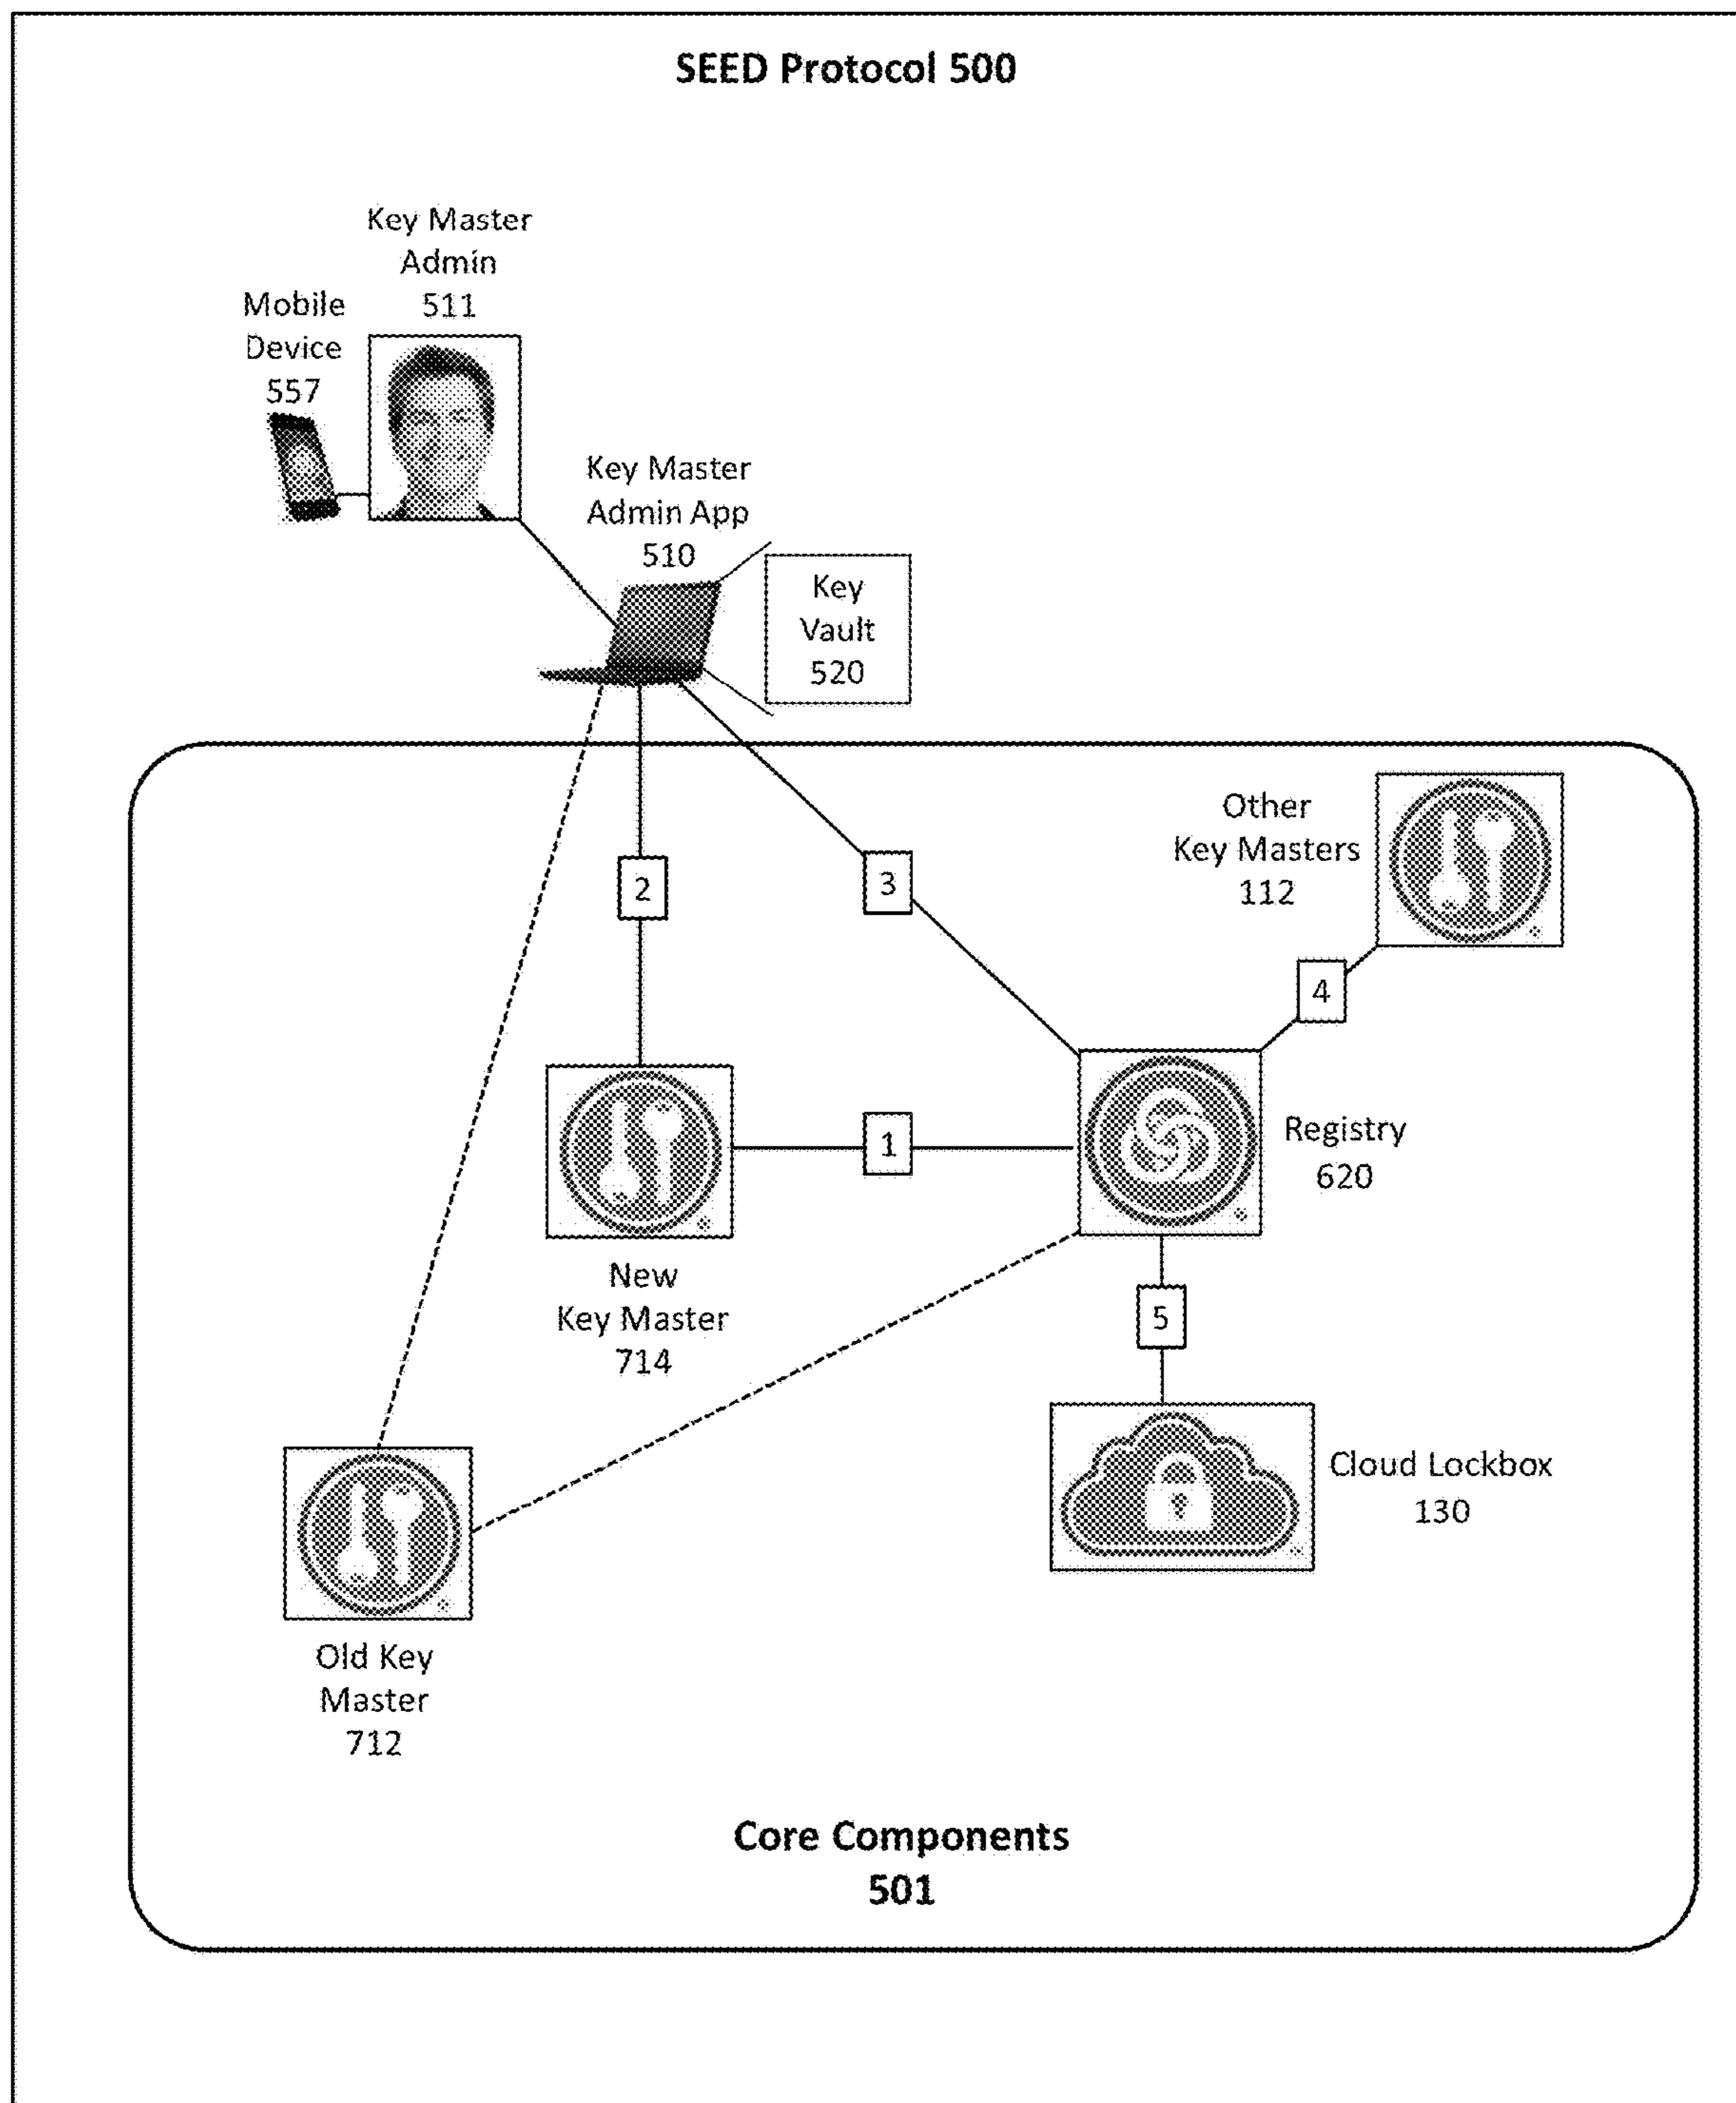 SEED Protocol 500
Key Master
Admin
511
Mobile
Device
557
Key Master
Admin App
510
Key
Vault
520
Other
Key Masters
112
2
3
4
1
Registry
620
New
Key Master
714
5
Cloud Lockbox
130
Old Key
Master
712
Core Components
501